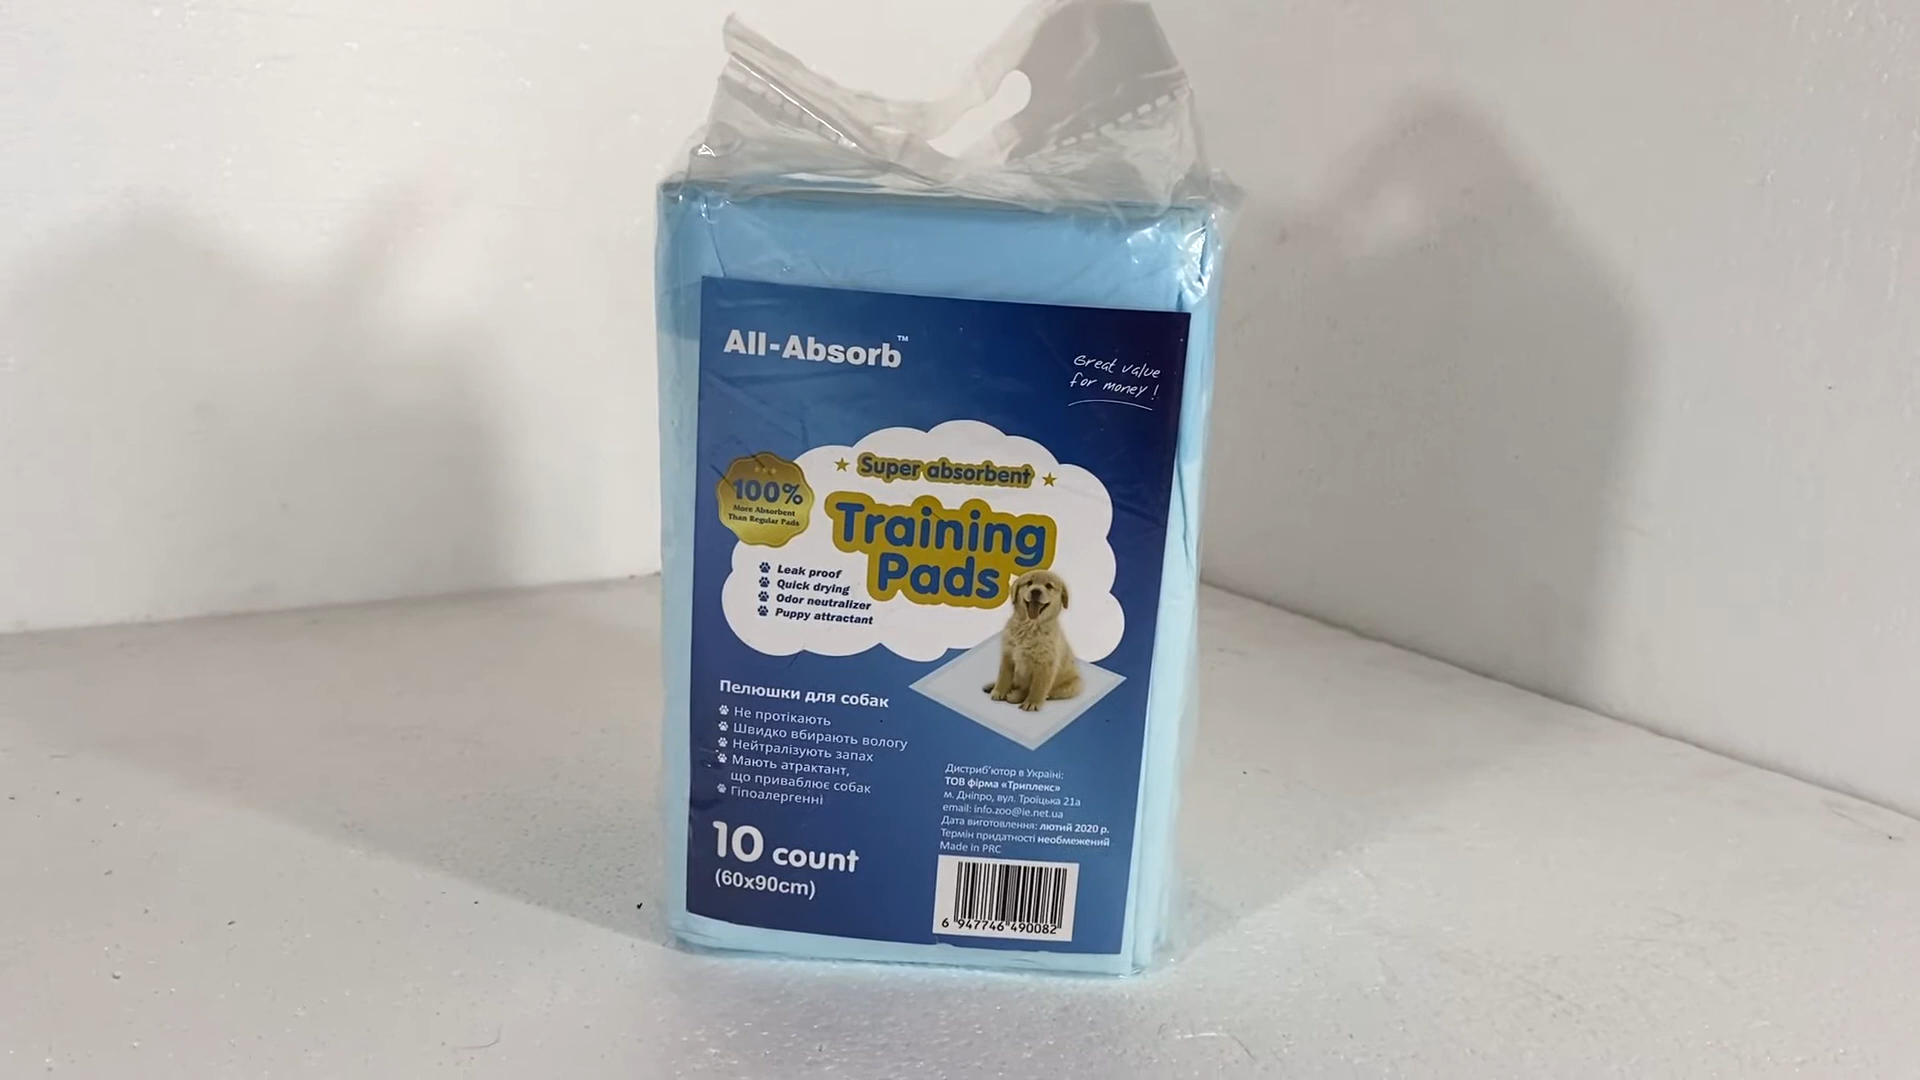 All-Absorb™
Great value
for money!
Super absorbent
Training
Pads
100%
More Absorbent
Than Regular Pads
Leak proof
Quick drying
Odor neutralizer
Puppy attractant
Пелюшки для собак
Не протікають
Швидко вбирають вологу
Нейтралізують запах
Мають атрактант,
що приваблює собак
Гіпоалергенні
10 count
(60x90cm)
Дистриб'ютор в Україні:
ТОВ фірма «Триплекс»
м. Дніпро, вул. Троїцька 21а
email: info.zoo@ie.net.ua
Дата виготовлення: лютий 2020 р.
Термін придатності необмежений
Made in PRC
6 947746 490082